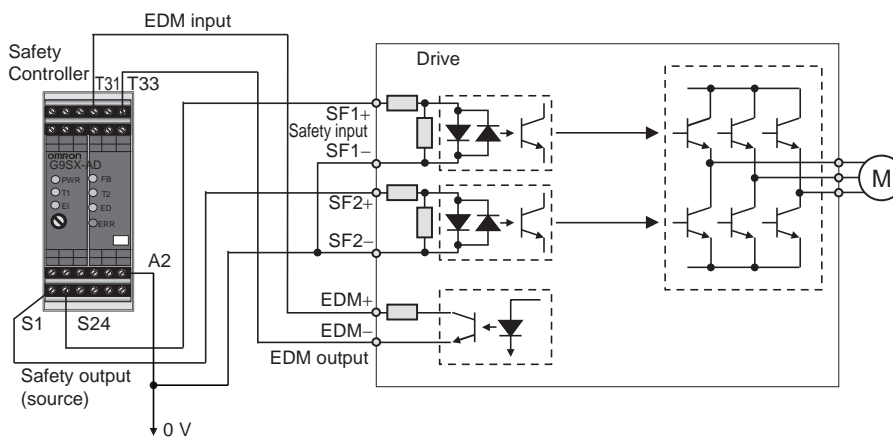 EDM input
Safety
Controller
T31 T33
Drive
SF1+
Safety input
SF1−
OMRON
G9SX-AD
PWR FB
T1 T2
EI ED
ERR
SF2+
SF2−
M
A2
S1 S24
EDM+
EDM−
EDM output
Safety output
(source)
0 V